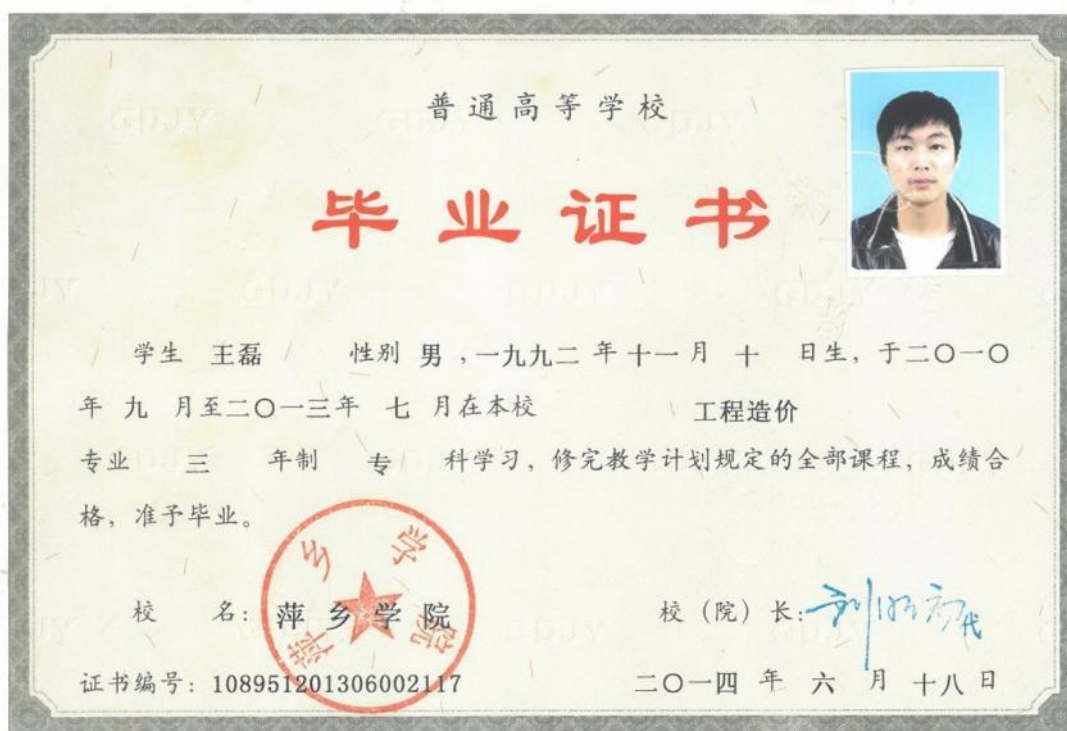 普通高等学校
毕业证书
学生 王磊 性别 男，一九九二 年 十一 月 十 日生，于二〇一〇
年 九 月至二〇一三年 七 月在本校 工程造价
专业 三 年制 专 科学习，修完教学计划规定的全部课程，成绩合
格，准予毕业。
萍乡学院
校 名：萍乡学院 校（院）长：
证书编号：108951201306002117 二〇一四 年 六 月 十八 日